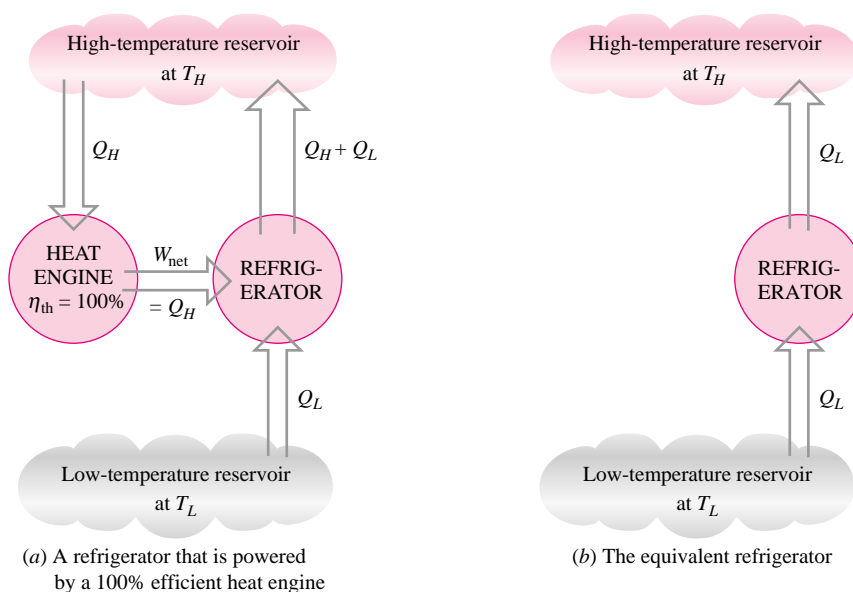 High-temperature reservoir
at T_H
Q_H
Q_H + Q_L
HEAT
ENGINE
η_th = 100%
W_net
= Q_H
REFRIG-
ERATOR
Q_L
Low-temperature reservoir
at T_L
(a) A refrigerator that is powered
by a 100% efficient heat engine
High-temperature reservoir
at T_H
Q_L
REFRIG-
ERATOR
Q_L
Low-temperature reservoir
at T_L
(b) The equivalent refrigerator